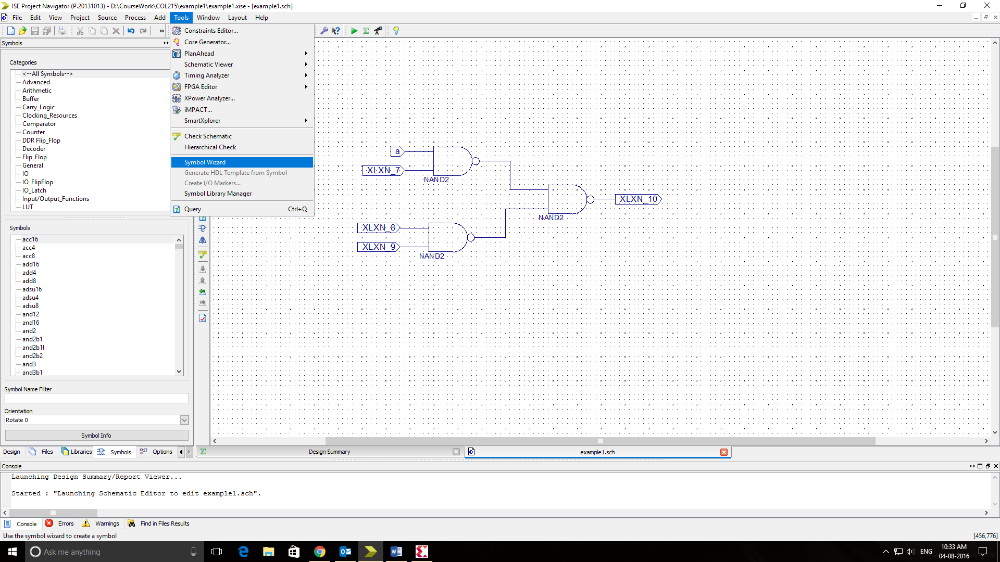 ISE Project Navigator (P.20131013) - D:\CourseWork\COL215\example1\example1.xise - [example1.sch]
File Edit View Project Source Process Add Tools Window Layout Help
»
Symbols
Categories
<--All Symbols-->
Advanced
Arithmetic
Buffer
Carry_Logic
Clocking_Resources
Comparator
Counter
DDR Flip_Flop
Decoder
Flip_Flop
General
IO
IO_FlipFlop
IO_Latch
Input/Output_Functions
LUT
Symbols
acc16
acc4
acc8
add16
add4
add8
adsu16
adsu4
adsu8
and12
and16
and2
and2b1
and2b1l
and2b2
and3
and3b1
Symbol Name Filter
Orientation
Rotate 0
Symbol Info
Design Files Libraries Symbols Options
Constraints Editor...
Core Generator...
PlanAhead
Schematic Viewer
Timing Analyzer
FPGA Editor
XPower Analyzer...
iMPACT...
SmartXplorer
Check Schematic
Hierarchical Check
Symbol Wizard
Generate HDL Template from Symbol
Create I/O Markers...
Symbol Library Manager
Query Ctrl+Q
a
XLXN_7
NAND2
XLXN_10
NAND2
XLXN_8
XLXN_9
NAND2
Design Summary
example1.sch
Console
Launching Design Summary/Report Viewer...
Started : "Launching Schematic Editor to edit example1.sch".
Console Errors Warnings Find in Files Results
Use the symbol wizard to create a symbol
[456,776]
Ask me anything
ENG
10:33 AM
04-08-2016